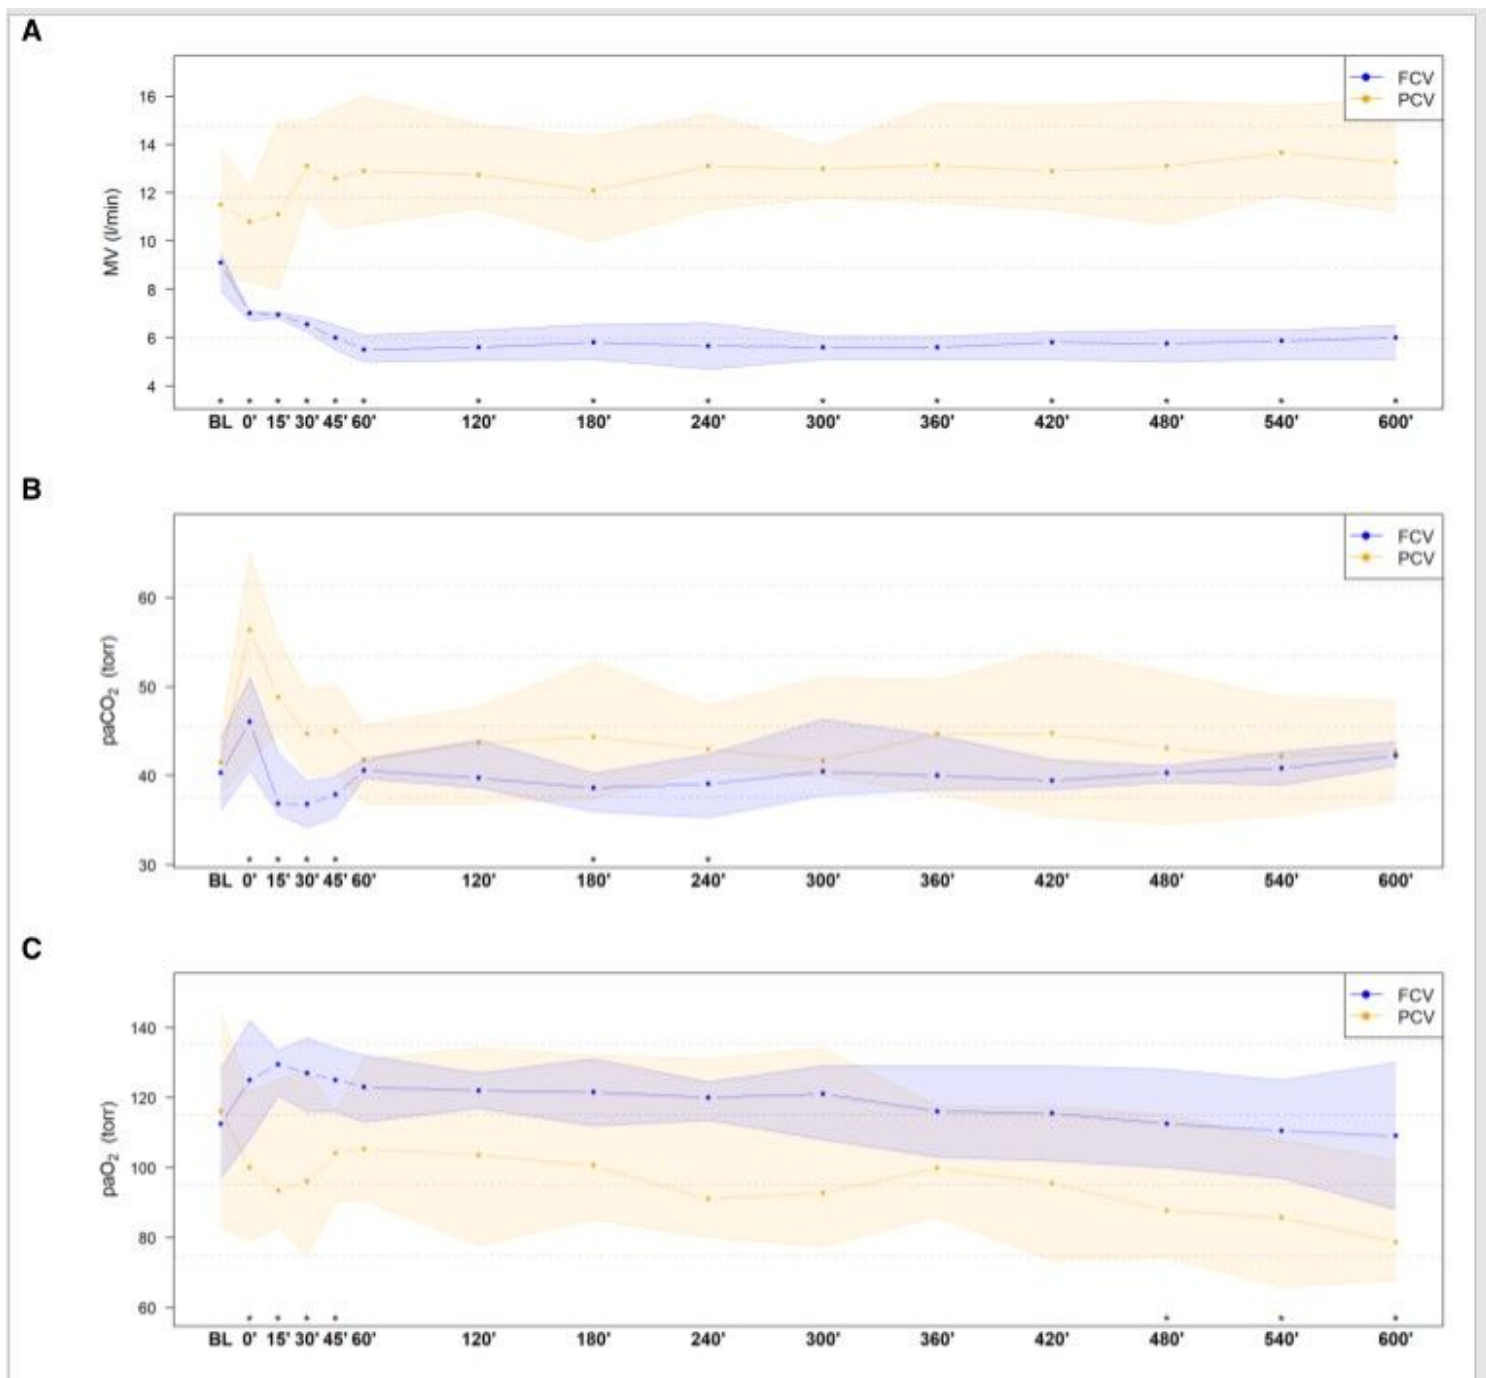 A
FCV
PCV
16
14
12
10
8
6
4
MV (l/min)
* * * * * * * * * * * * * * *
BL 0' 15' 30' 45' 60' 120' 180' 240' 300' 360' 420' 480' 540' 600'
B
FCV
PCV
60
50
40
30
paCO₂ (torr)
* * * * * *
BL 0' 15' 30' 45' 60' 120' 180' 240' 300' 360' 420' 480' 540' 600'
C
FCV
PCV
140
120
100
80
60
paO₂ (torr)
* * * * * * *
BL 0' 15' 30' 45' 60' 120' 180' 240' 300' 360' 420' 480' 540' 600'